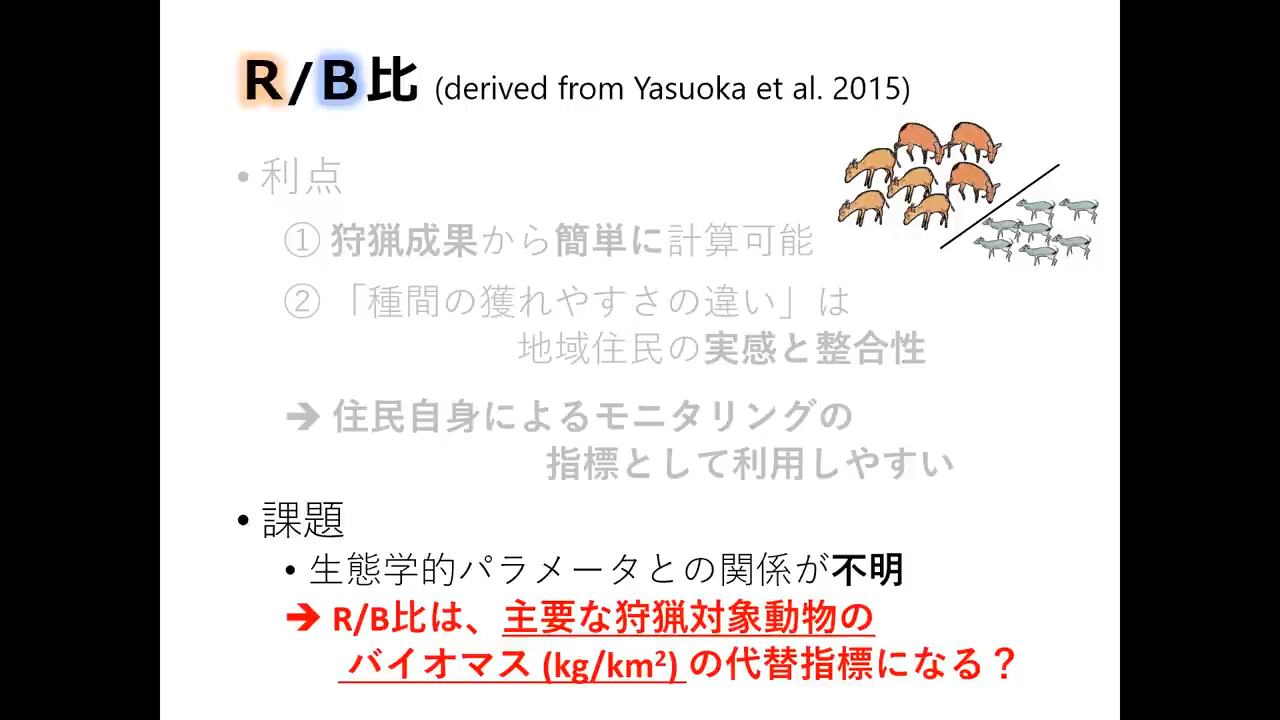 R/B比 (derived from Yasuoka et al. 2015)
• 利点
① 狩猟成果から簡単に計算可能
② 「種間の獲れやすさの違い」は
地域住民の実感と整合性
➔ 住民自身によるモニタリングの
指標として利用しやすい
• 課題
• 生態学的パラメータとの関係が不明
➔ R/B比は、主要な狩猟対象動物の
バイオマス (kg/km²) の代替指標になる？